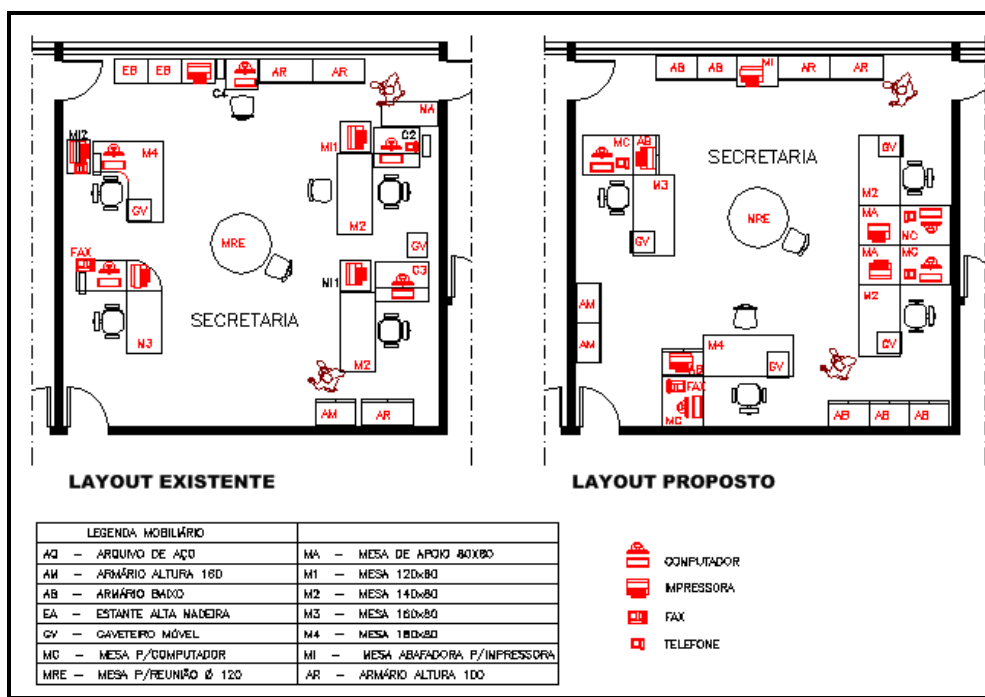 EB EB AR AR
C4
MA
MI2
M4
MI1
C2
GV
M2
MRE
GV
FAX
MI1
C3
SECRETARIA
M3
M2
AM AR
LAYOUT EXISTENTE
AB AB MI AR AR
MC AB
SECRETARIA
GV
M3
M2
MRE
MA
MC
GV
MA MC
M2
AM
AM
GV
M4
GV
AB
FAX
MC
AB AB AB
LAYOUT PROPOSTO
LEGENDA MOBILIÁRIO
AQ – ARQUIVO DE AÇO
AM – ARMÁRIO ALTURA 160
AB – ARMÁRIO BAIXO
EA – ESTANTE ALTA MADEIRA
GV – GAVETEIRO MÓVEL
MC – MESA P/COMPUTADOR
MRE – MESA P/REUNIÃO Ø 120
MA – MESA DE APOIO 80X80
M1 – MESA 120x80
M2 – MESA 140x80
M3 – MESA 160x80
M4 – MESA 180x80
MI – MESA ABAFADORA P/IMPRESSORA
AR – ARMÁRIO ALTURA 100
COMPUTADOR
IMPRESSORA
FAX
TELEFONE